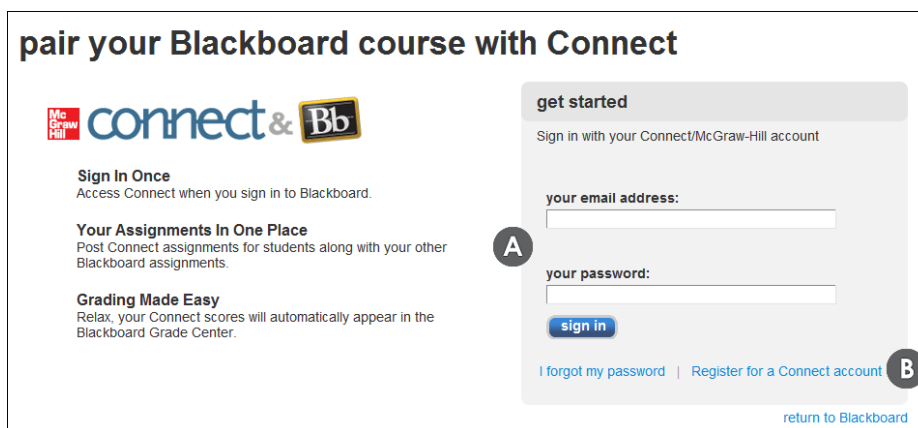 pair your Blackboard course with Connect
Mc
Graw
Hill
connect & Bb
Sign In Once
Access Connect when you sign in to Blackboard.
Your Assignments In One Place
Post Connect assignments for students along with your other
Blackboard assignments.
Grading Made Easy
Relax, your Connect scores will automatically appear in the
Blackboard Grade Center.
get started
Sign in with your Connect/McGraw-Hill account
your email address:
A
your password:
sign in
I forgot my password | Register for a Connect account
B
return to Blackboard